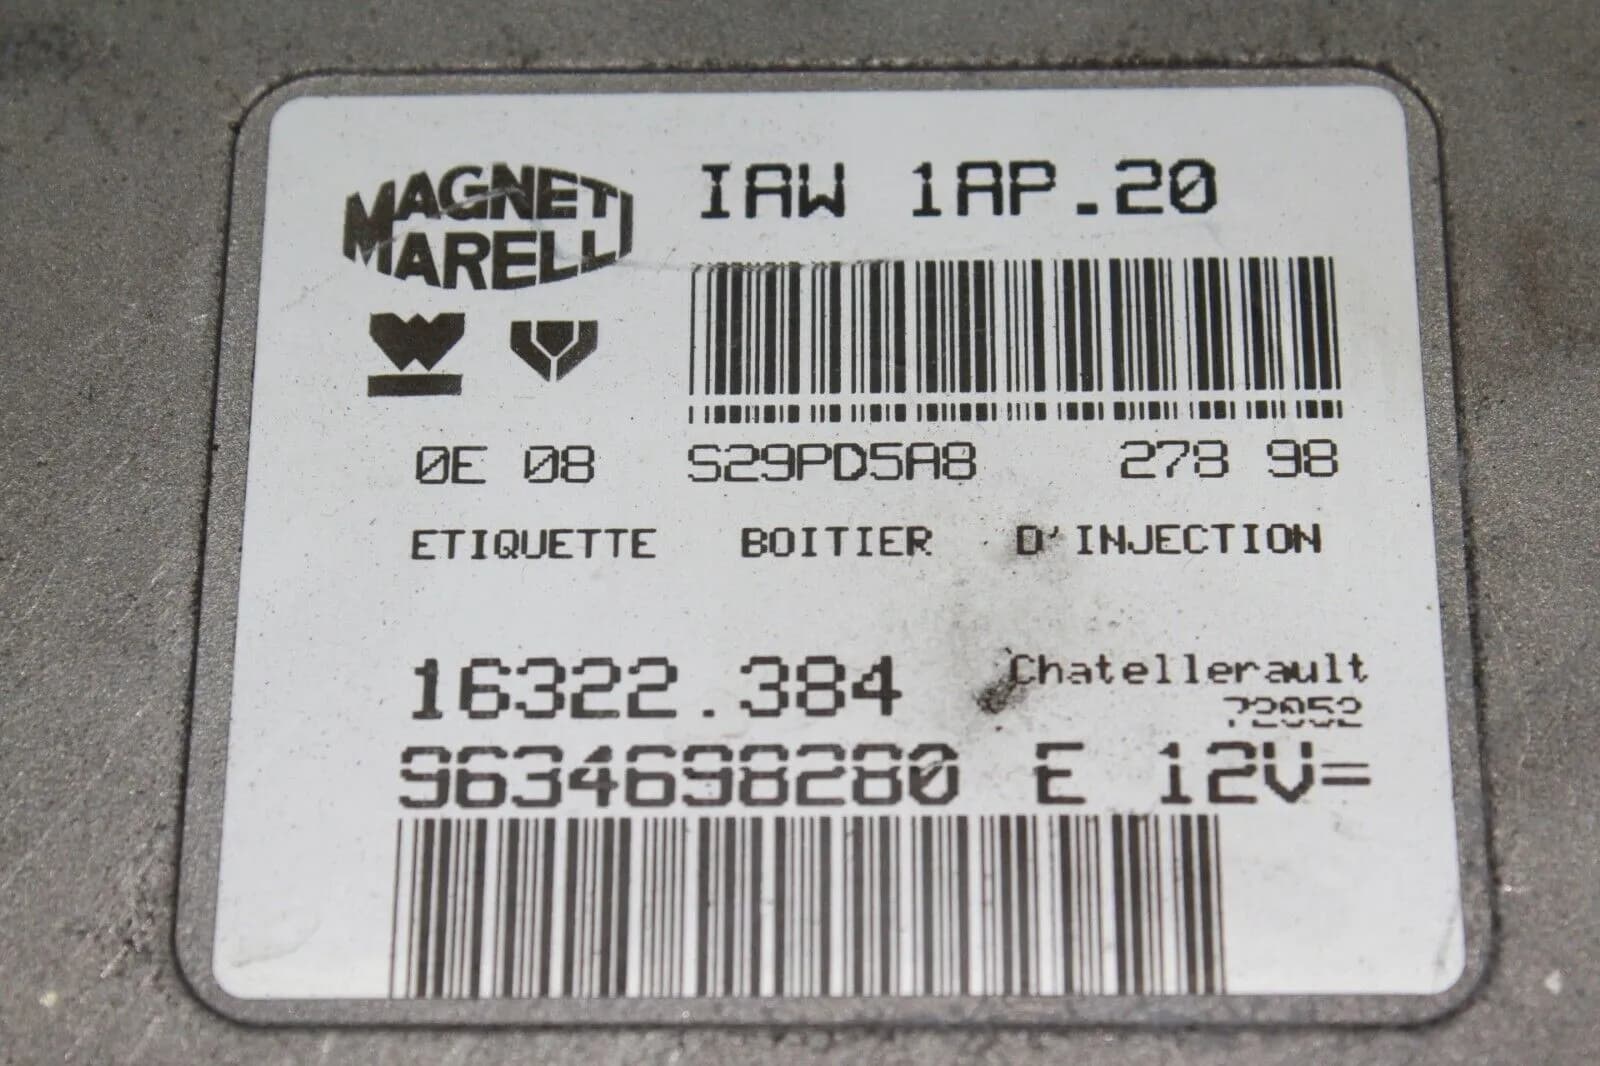 MAGNETI
MARELLI
IAW 1AP.20
0E 08 S29PD5A8 278 98
ETIQUETTE BOITIER D'INJECTION
16322.384 Chatellerault
72052
9634698280 E 12V=